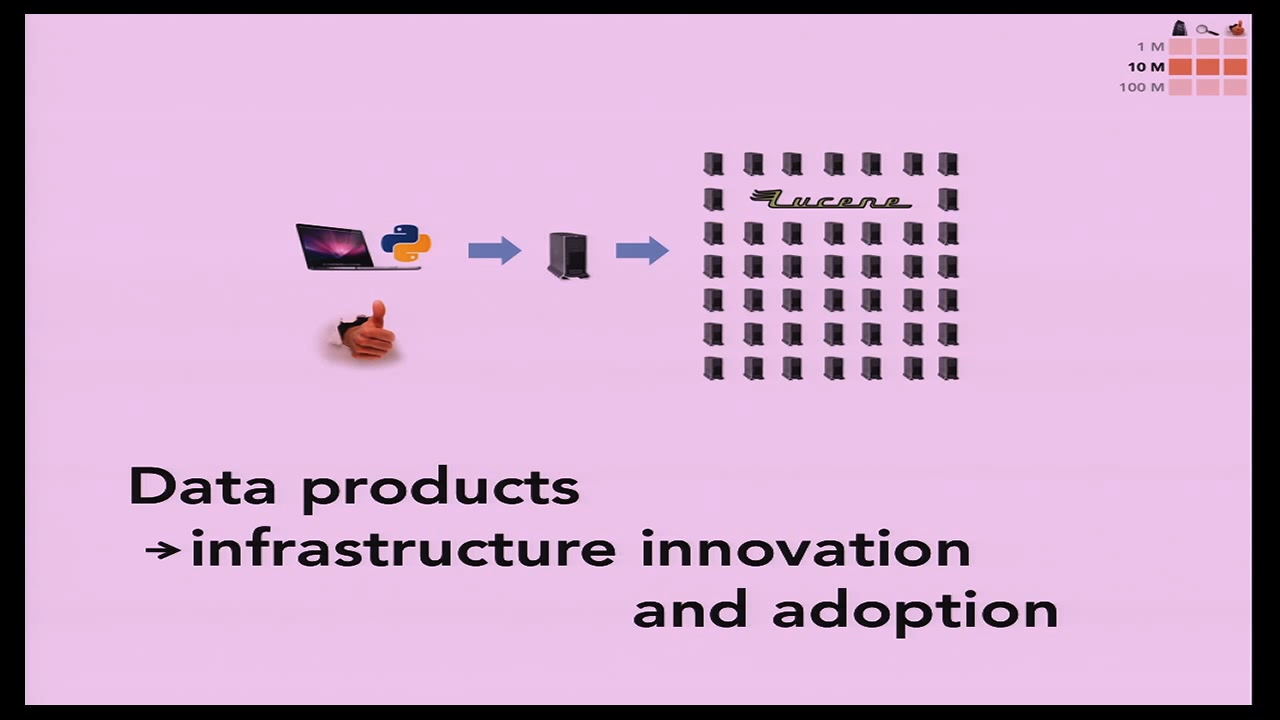 1 M
10 M
100 M
Lucene
Data products
→ infrastructure innovation
and adoption